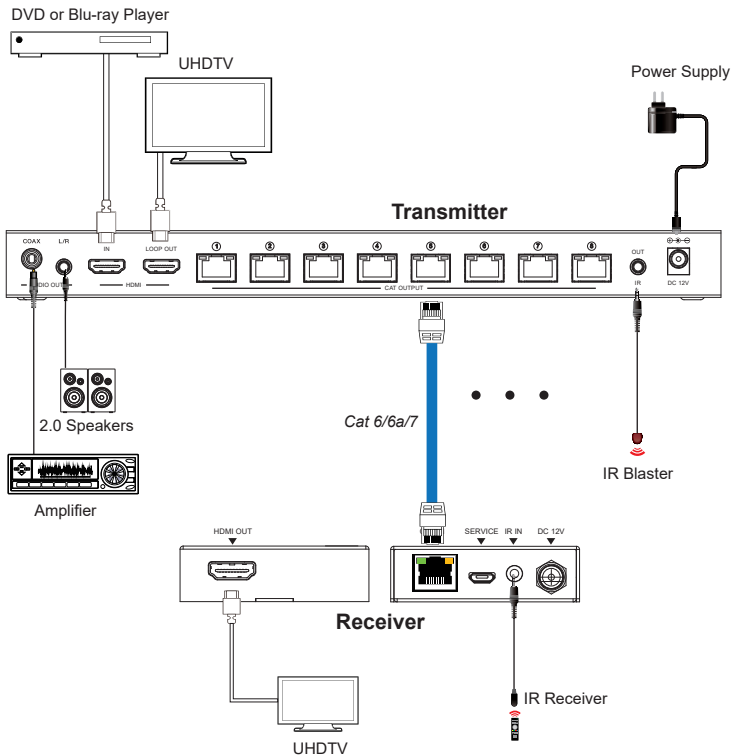 DVD or Blu-ray Player
UHDTV
Power Supply
Transmitter
COAX L/R IN LOOP OUT 1 2 3 4 5 6 7 8 OUT
AUDIO OUT HDMI CAT OUTPUT IR DC 12V
2.0 Speakers
Cat 6/6a/7
IR Blaster
Amplifier
HDMI OUT SERVICE IR IN DC 12V
Receiver
IR Receiver
UHDTV